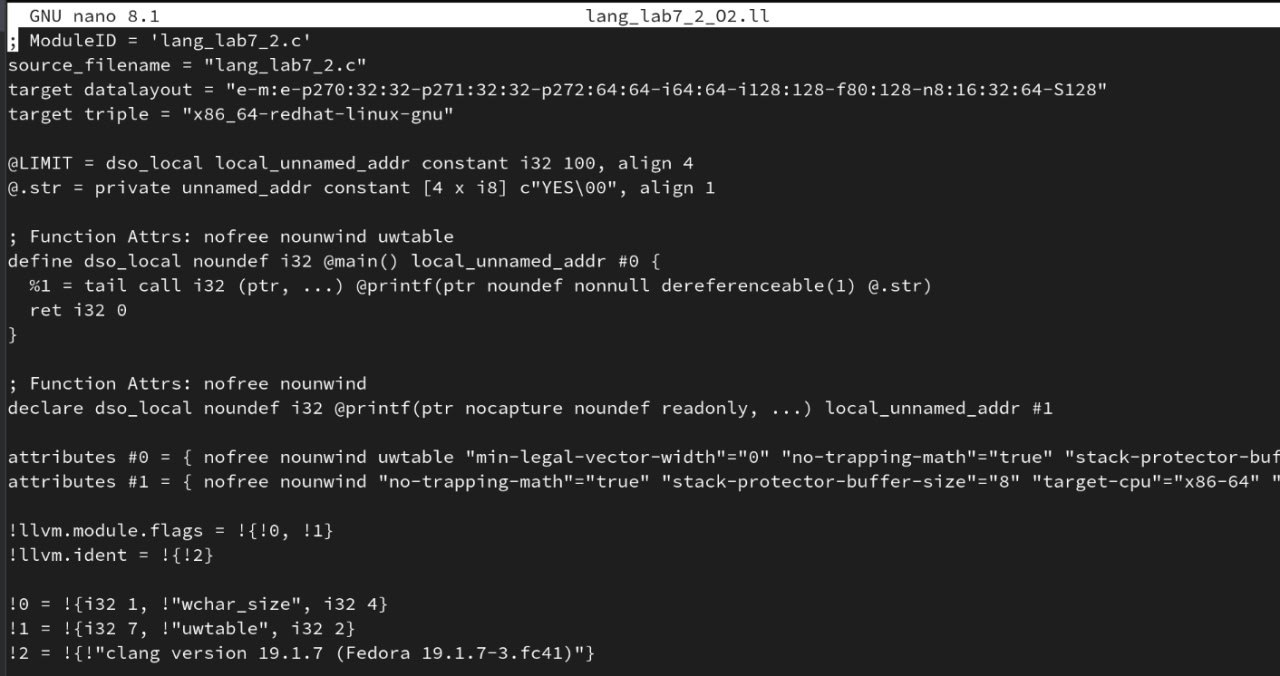 GNU nano 8.1 lang_lab7_2_O2.ll
; ModuleID = 'lang_lab7_2.c'
source_filename = "lang_lab7_2.c"
target datalayout = "e-m:e-p270:32:32-p271:32:32-p272:64:64-i64:64-i128:128-f80:128-n8:16:32:64-S128"
target triple = "x86_64-redhat-linux-gnu"
@LIMIT = dso_local local_unnamed_addr constant i32 100, align 4
@.str = private unnamed_addr constant [4 x i8] c"YES\00", align 1
; Function Attrs: nofree nounwind uwtable
define dso_local noundef i32 @main() local_unnamed_addr #0 {
  %1 = tail call i32 (ptr, ...) @printf(ptr noundef nonnull dereferenceable(1) @.str)
  ret i32 0
}
; Function Attrs: nofree nounwind
declare dso_local noundef i32 @printf(ptr nocapture noundef readonly, ...) local_unnamed_addr #1
attributes #0 = { nofree nounwind uwtable "min-legal-vector-width"="0" "no-trapping-math"="true" "stack-protector-buf
attributes #1 = { nofree nounwind "no-trapping-math"="true" "stack-protector-buffer-size"="8" "target-cpu"="x86-64" "
!llvm.module.flags = !{!0, !1}
!llvm.ident = !{!2}
!0 = !{i32 1, !"wchar_size", i32 4}
!1 = !{i32 7, !"uwtable", i32 2}
!2 = !{!"clang version 19.1.7 (Fedora 19.1.7-3.fc41)"}